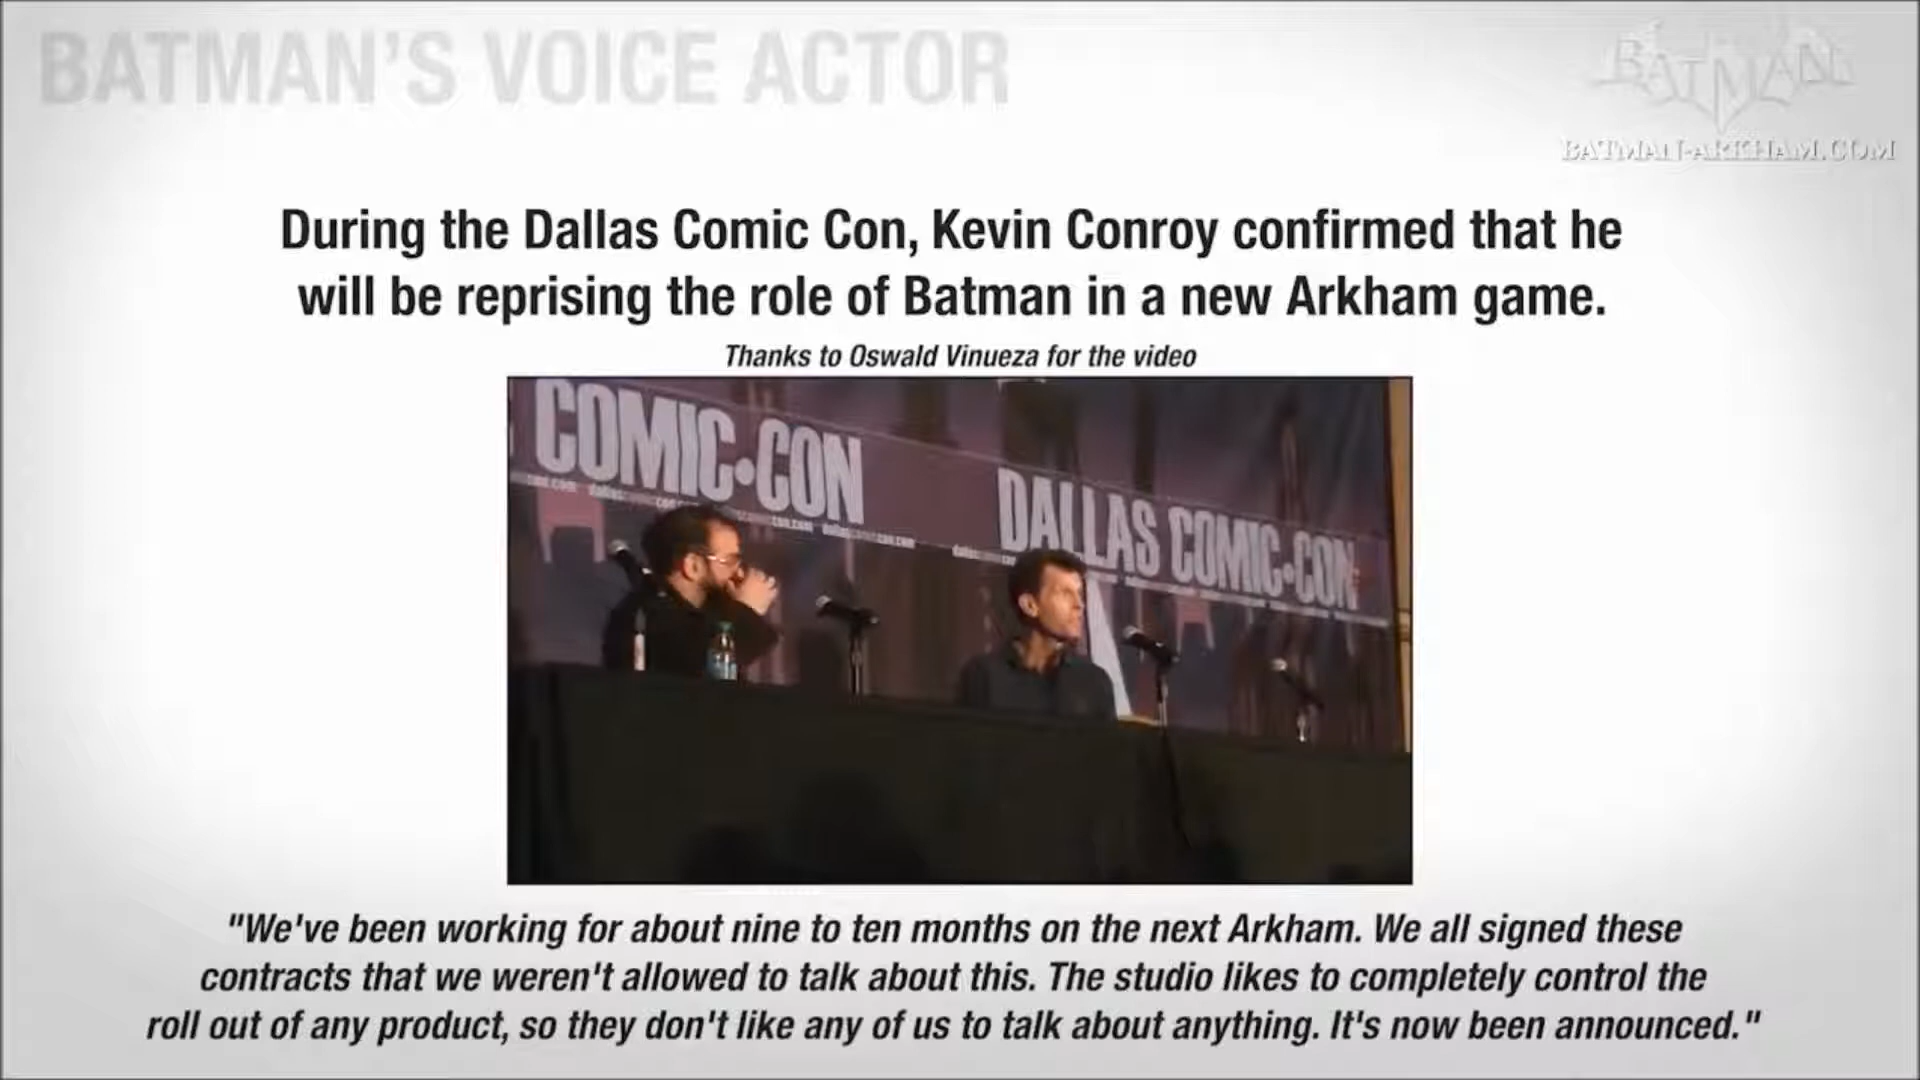 BATMAN'S VOICE ACTOR
BATMAN
BATMAN-ARKHAM.COM
During the Dallas Comic Con, Kevin Conroy confirmed that he
will be reprising the role of Batman in a new Arkham game.
Thanks to Oswald Vinueza for the video
COMIC•CON
DALLAS COMIC•CON
"We've been working for about nine to ten months on the next Arkham. We all signed these
contracts that we weren't allowed to talk about this. The studio likes to completely control the
roll out of any product, so they don't like any of us to talk about anything. It's now been announced."